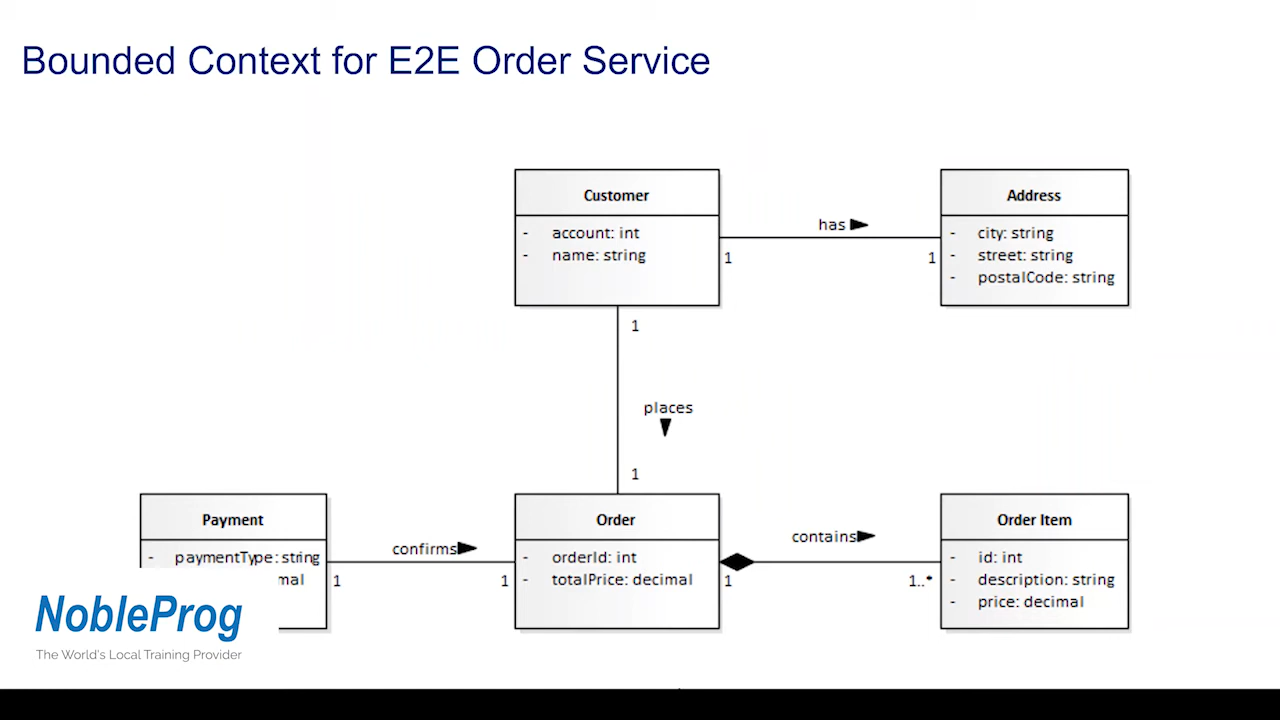 Bounded Context for E2E Order Service
Customer
- account: int
- name: string
has
1
1
Address
- city: string
- street: string
- postalCode: string
1
places
1
Payment
- paymentType: string
mal
confirms
1
1
Order
- orderId: int
- totalPrice: decimal
contains
1
1..*
Order Item
- id: int
- description: string
- price: decimal
NobleProg
The World's Local Training Provider